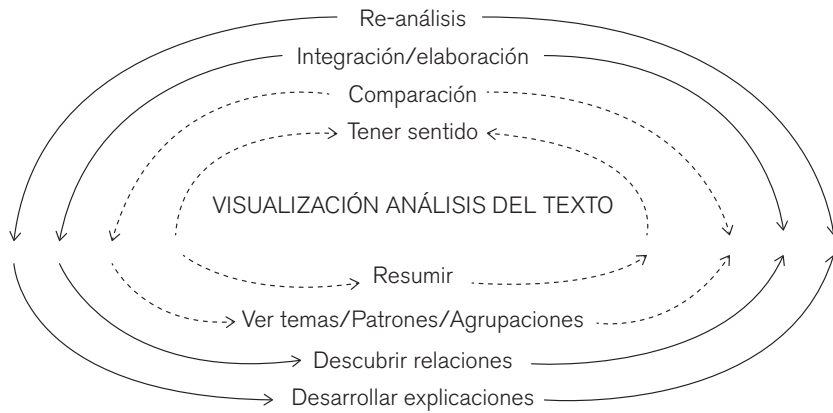 Re-análisis
Integración/elaboración
Comparación
Tener sentido
VISUALIZACIÓN ANÁLISIS DEL TEXTO
Resumir
Ver temas/Patrones/Agrupaciones
Descubrir relaciones
Desarrollar explicaciones